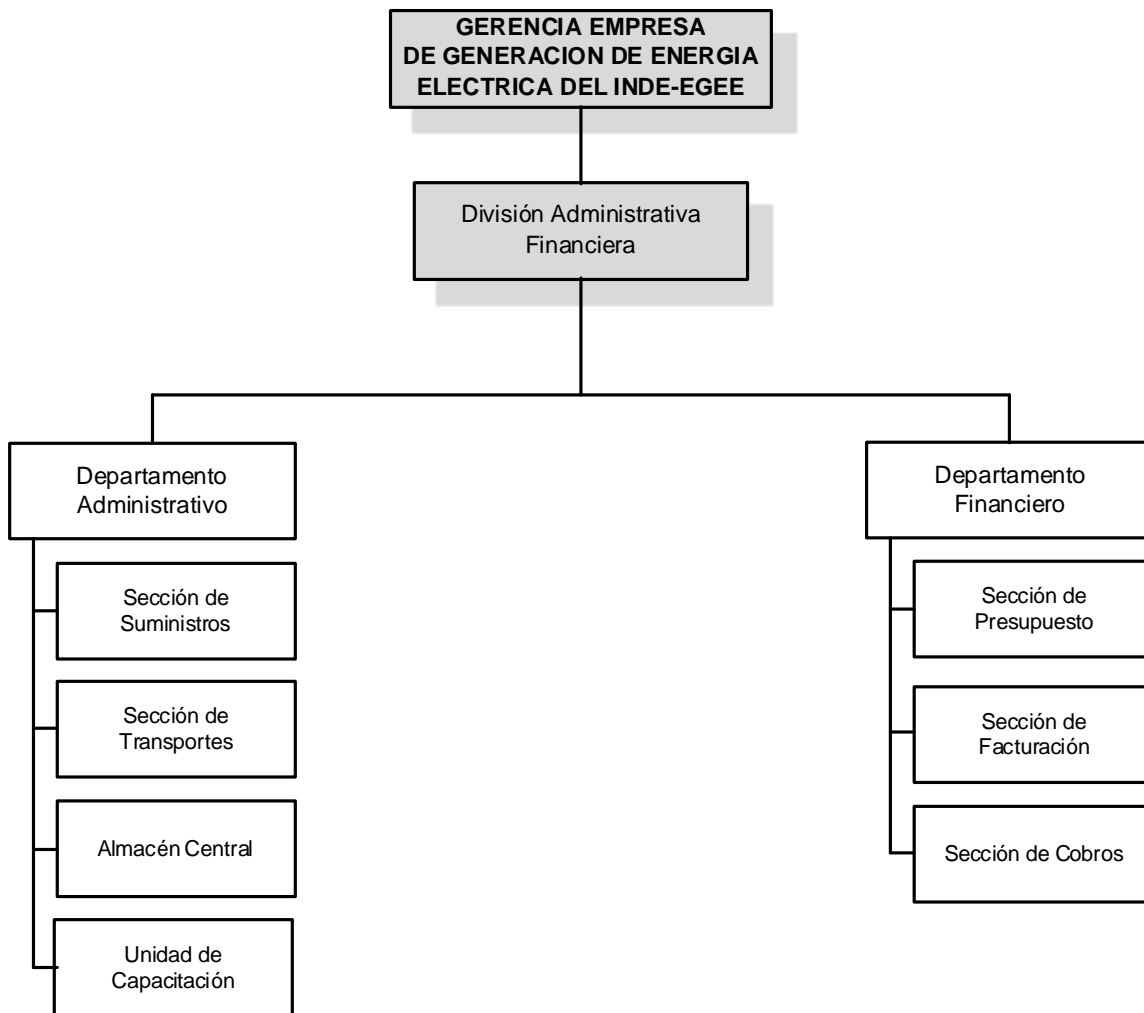 GERENCIA EMPRESA
DE GENERACION DE ENERGIA
ELECTRICA DEL INDE-EGEE
División Administrativa
Financiera
Departamento
Administrativo
Sección de
Suministros
Sección de
Transportes
Almacén Central
Unidad de
Capacitación
Departamento
Financiero
Sección de
Presupuesto
Sección de
Facturación
Sección de Cobros